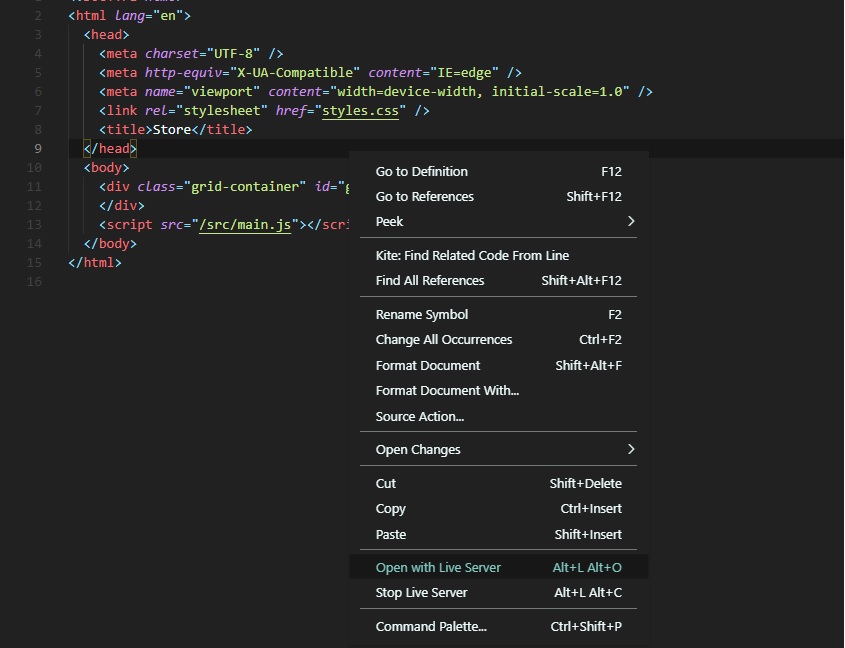 2 <html lang="en">
3 <head>
4 <meta charset="UTF-8" />
5 <meta http-equiv="X-UA-Compatible" content="IE=edge" />
6 <meta name="viewport" content="width=device-width, initial-scale=1.0" />
7 <link rel="stylesheet" href="styles.css" />
8 <title>Store</title>
9 </head>
10 <body>
11 <div class="grid-container" id="g
12 </div>
13 <script src="/src/main.js"></scri
14 </body>
15 </html>
16
Go to Definition F12
Go to References Shift+F12
Peek
Kite: Find Related Code From Line
Find All References Shift+Alt+F12
Rename Symbol F2
Change All Occurrences Ctrl+F2
Format Document Shift+Alt+F
Format Document With...
Source Action...
Open Changes
Cut Shift+Delete
Copy Ctrl+Insert
Paste Shift+Insert
Open with Live Server Alt+L Alt+O
Stop Live Server Alt+L Alt+C
Command Palette... Ctrl+Shift+P